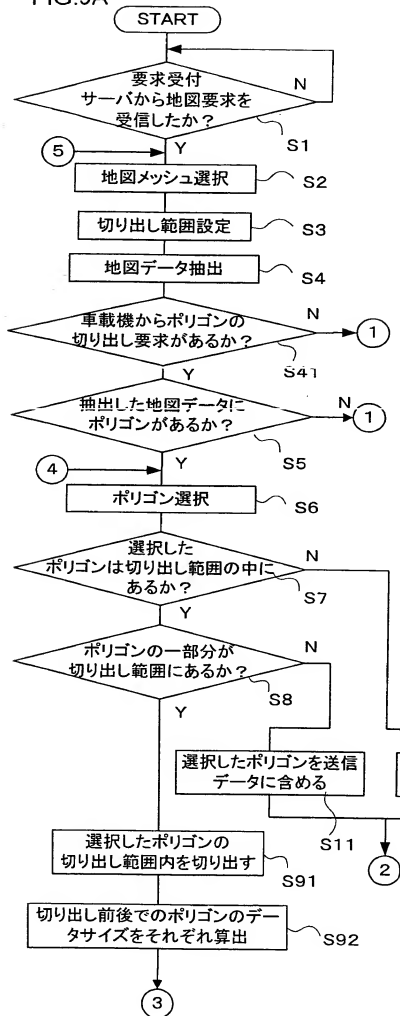 FIG.9A
START
要求受付
サーバから地図要求を
受信したか？
N
S1
Y
5
地図メッシュ選択
S2
切り出し範囲設定
S3
地図データ抽出
S4
車載機からポリゴンの
切り出し要求があるか？
N
1
S41
Y
抽出した地図データに
ポリゴンがあるか？
N
1
S5
Y
4
ポリゴン選択
S6
選択した
ポリゴンは切り出し範囲の中に
あるか？
N
S7
Y
ポリゴンの一部分が
切り出し範囲にあるか？
N
S8
Y
選択したポリゴンを送信
データに含める
S11
2
選択したポリゴンの
切り出し範囲内を切り出す
S91
切り出し前後でのポリゴンのデー
タサイズをそれぞれ算出
S92
3